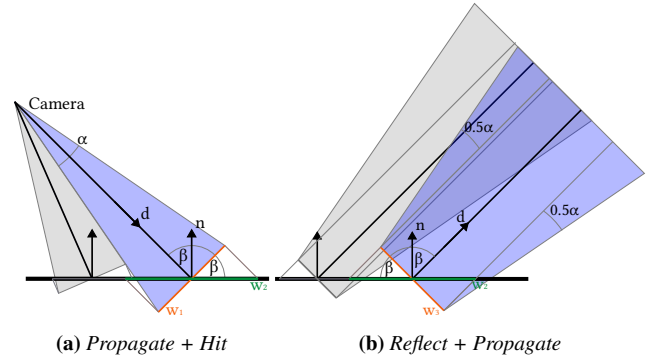 Camera
α
d
n
β
β
w₁
w₂
(a) Propagate + Hit
0.5α
0.5α
n
d
β
β
w₂
w₃
(b) Reflect + Propagate